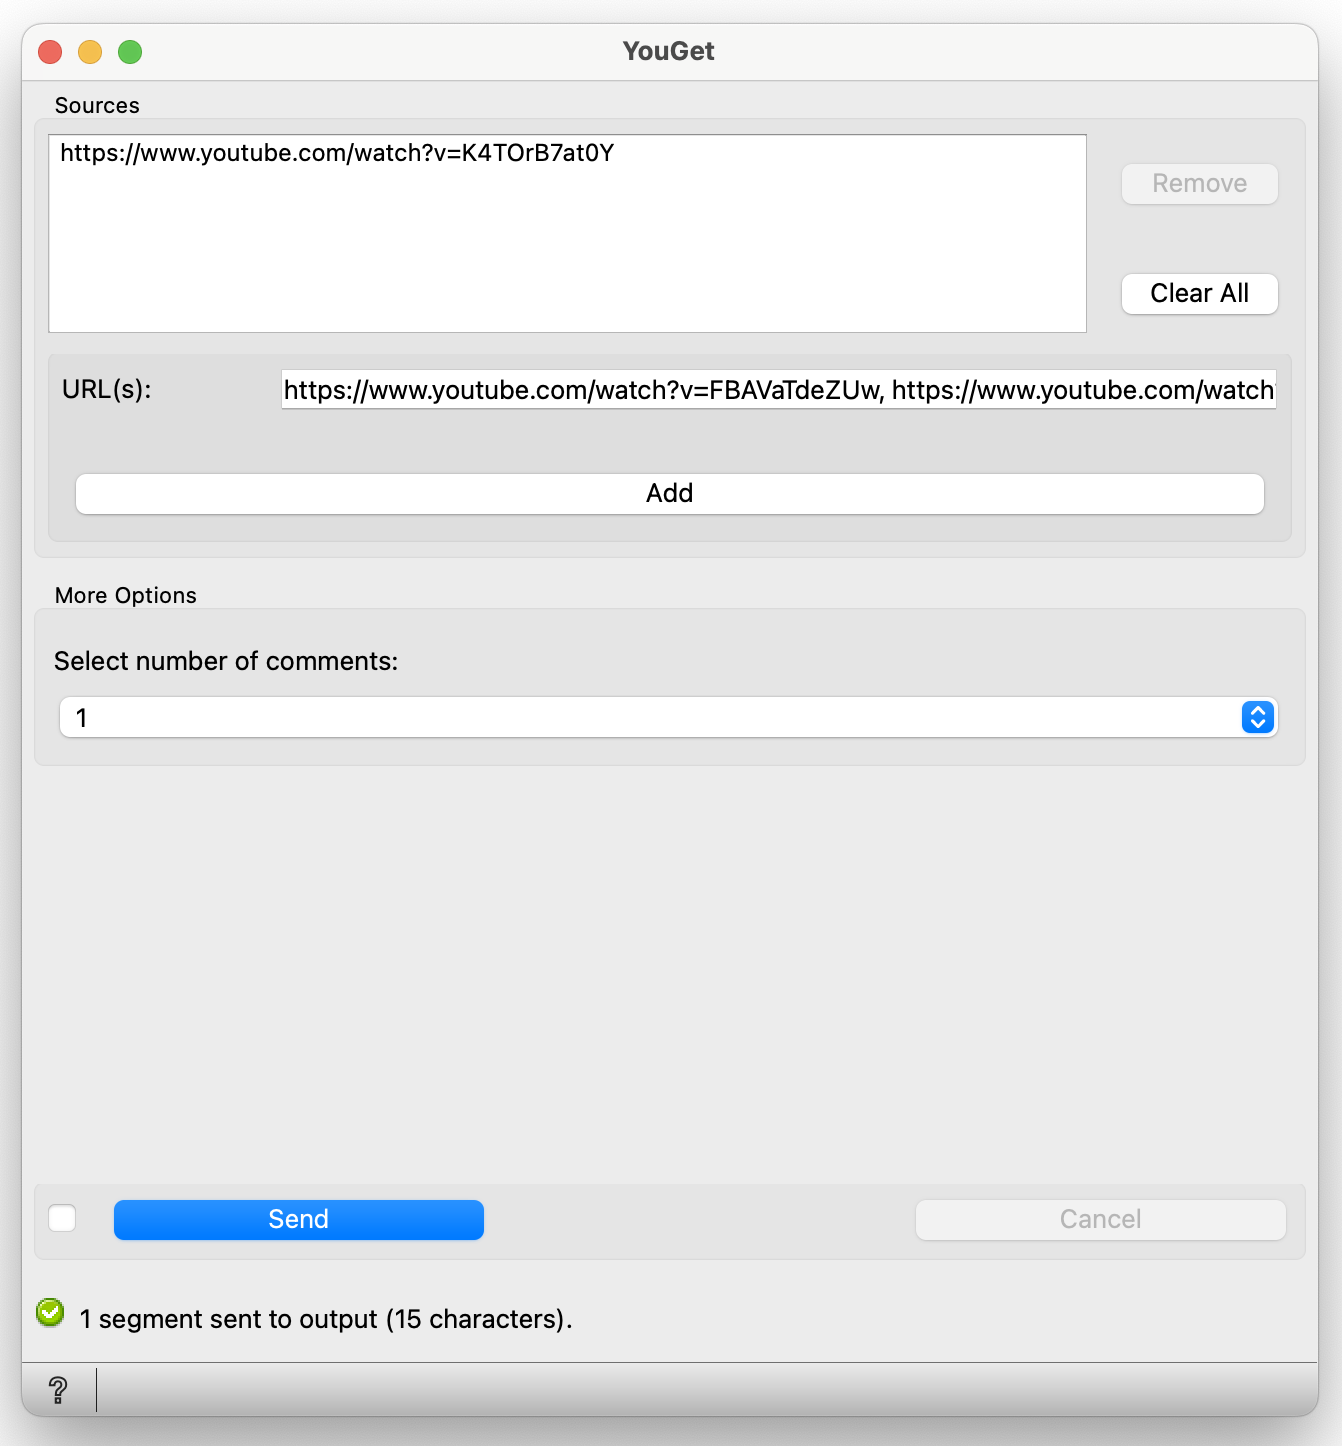 YouGet
Sources
https://www.youtube.com/watch?v=K4TOrB7at0Y
Remove
Clear All
URL(s):
https://www.youtube.com/watch?v=FBAVaTdeZUw, https://www.youtube.com/watch
Add
More Options
Select number of comments:
1
Send
Cancel
1 segment sent to output (15 characters).
?